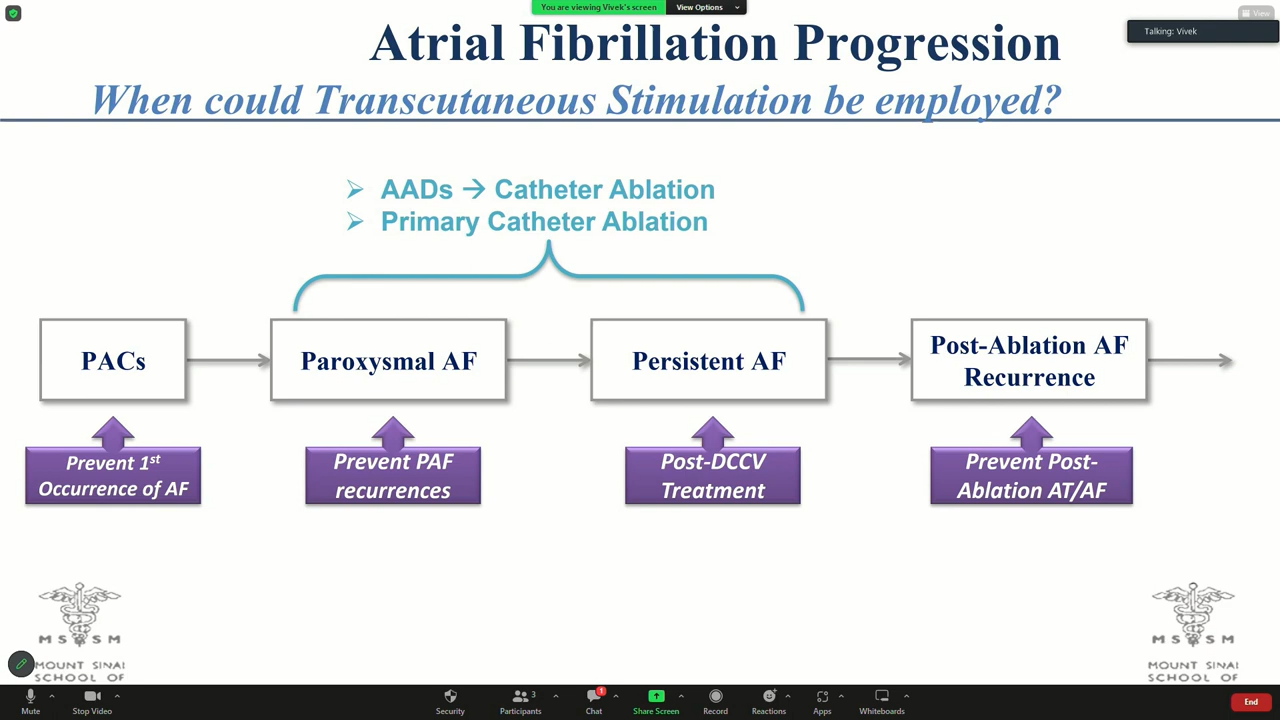 You are viewing Vivek's screen
View Options
View
Talking: Vivek
Atrial Fibrillation Progression
When could Transcutaneous Stimulation be employed?
➢ AADs → Catheter Ablation
➢ Primary Catheter Ablation
PACs
Paroxysmal AF
Persistent AF
Post-Ablation AF
Recurrence
Prevent 1st
Occurrence of AF
Prevent PAF
recurrences
Post-DCCV
Treatment
Prevent Post-
Ablation AT/AF
M S S M
MOUNT SINAI
SCHOOL OF
M S S M
MOUNT SINAI
SCHOOL OF
Mute
Stop Video
Security
Participants
3
Chat
1
Share Screen
Record
Reactions
Apps
Whiteboards
End